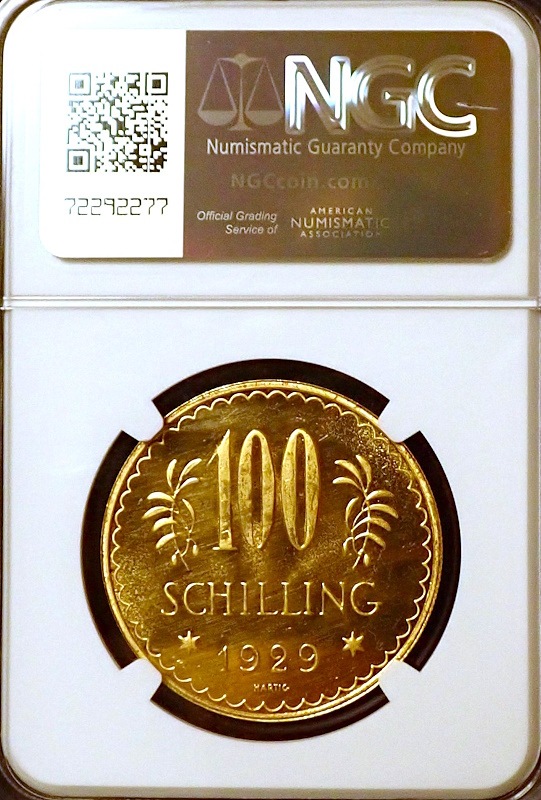 NGC
Numismatic Guaranty Company
NGCcoin.com
72292277
Official Grading
Service of
AMERICAN
NUMISMATIC
ASSOCIATION
100
SCHILLING
1929
HARTIG